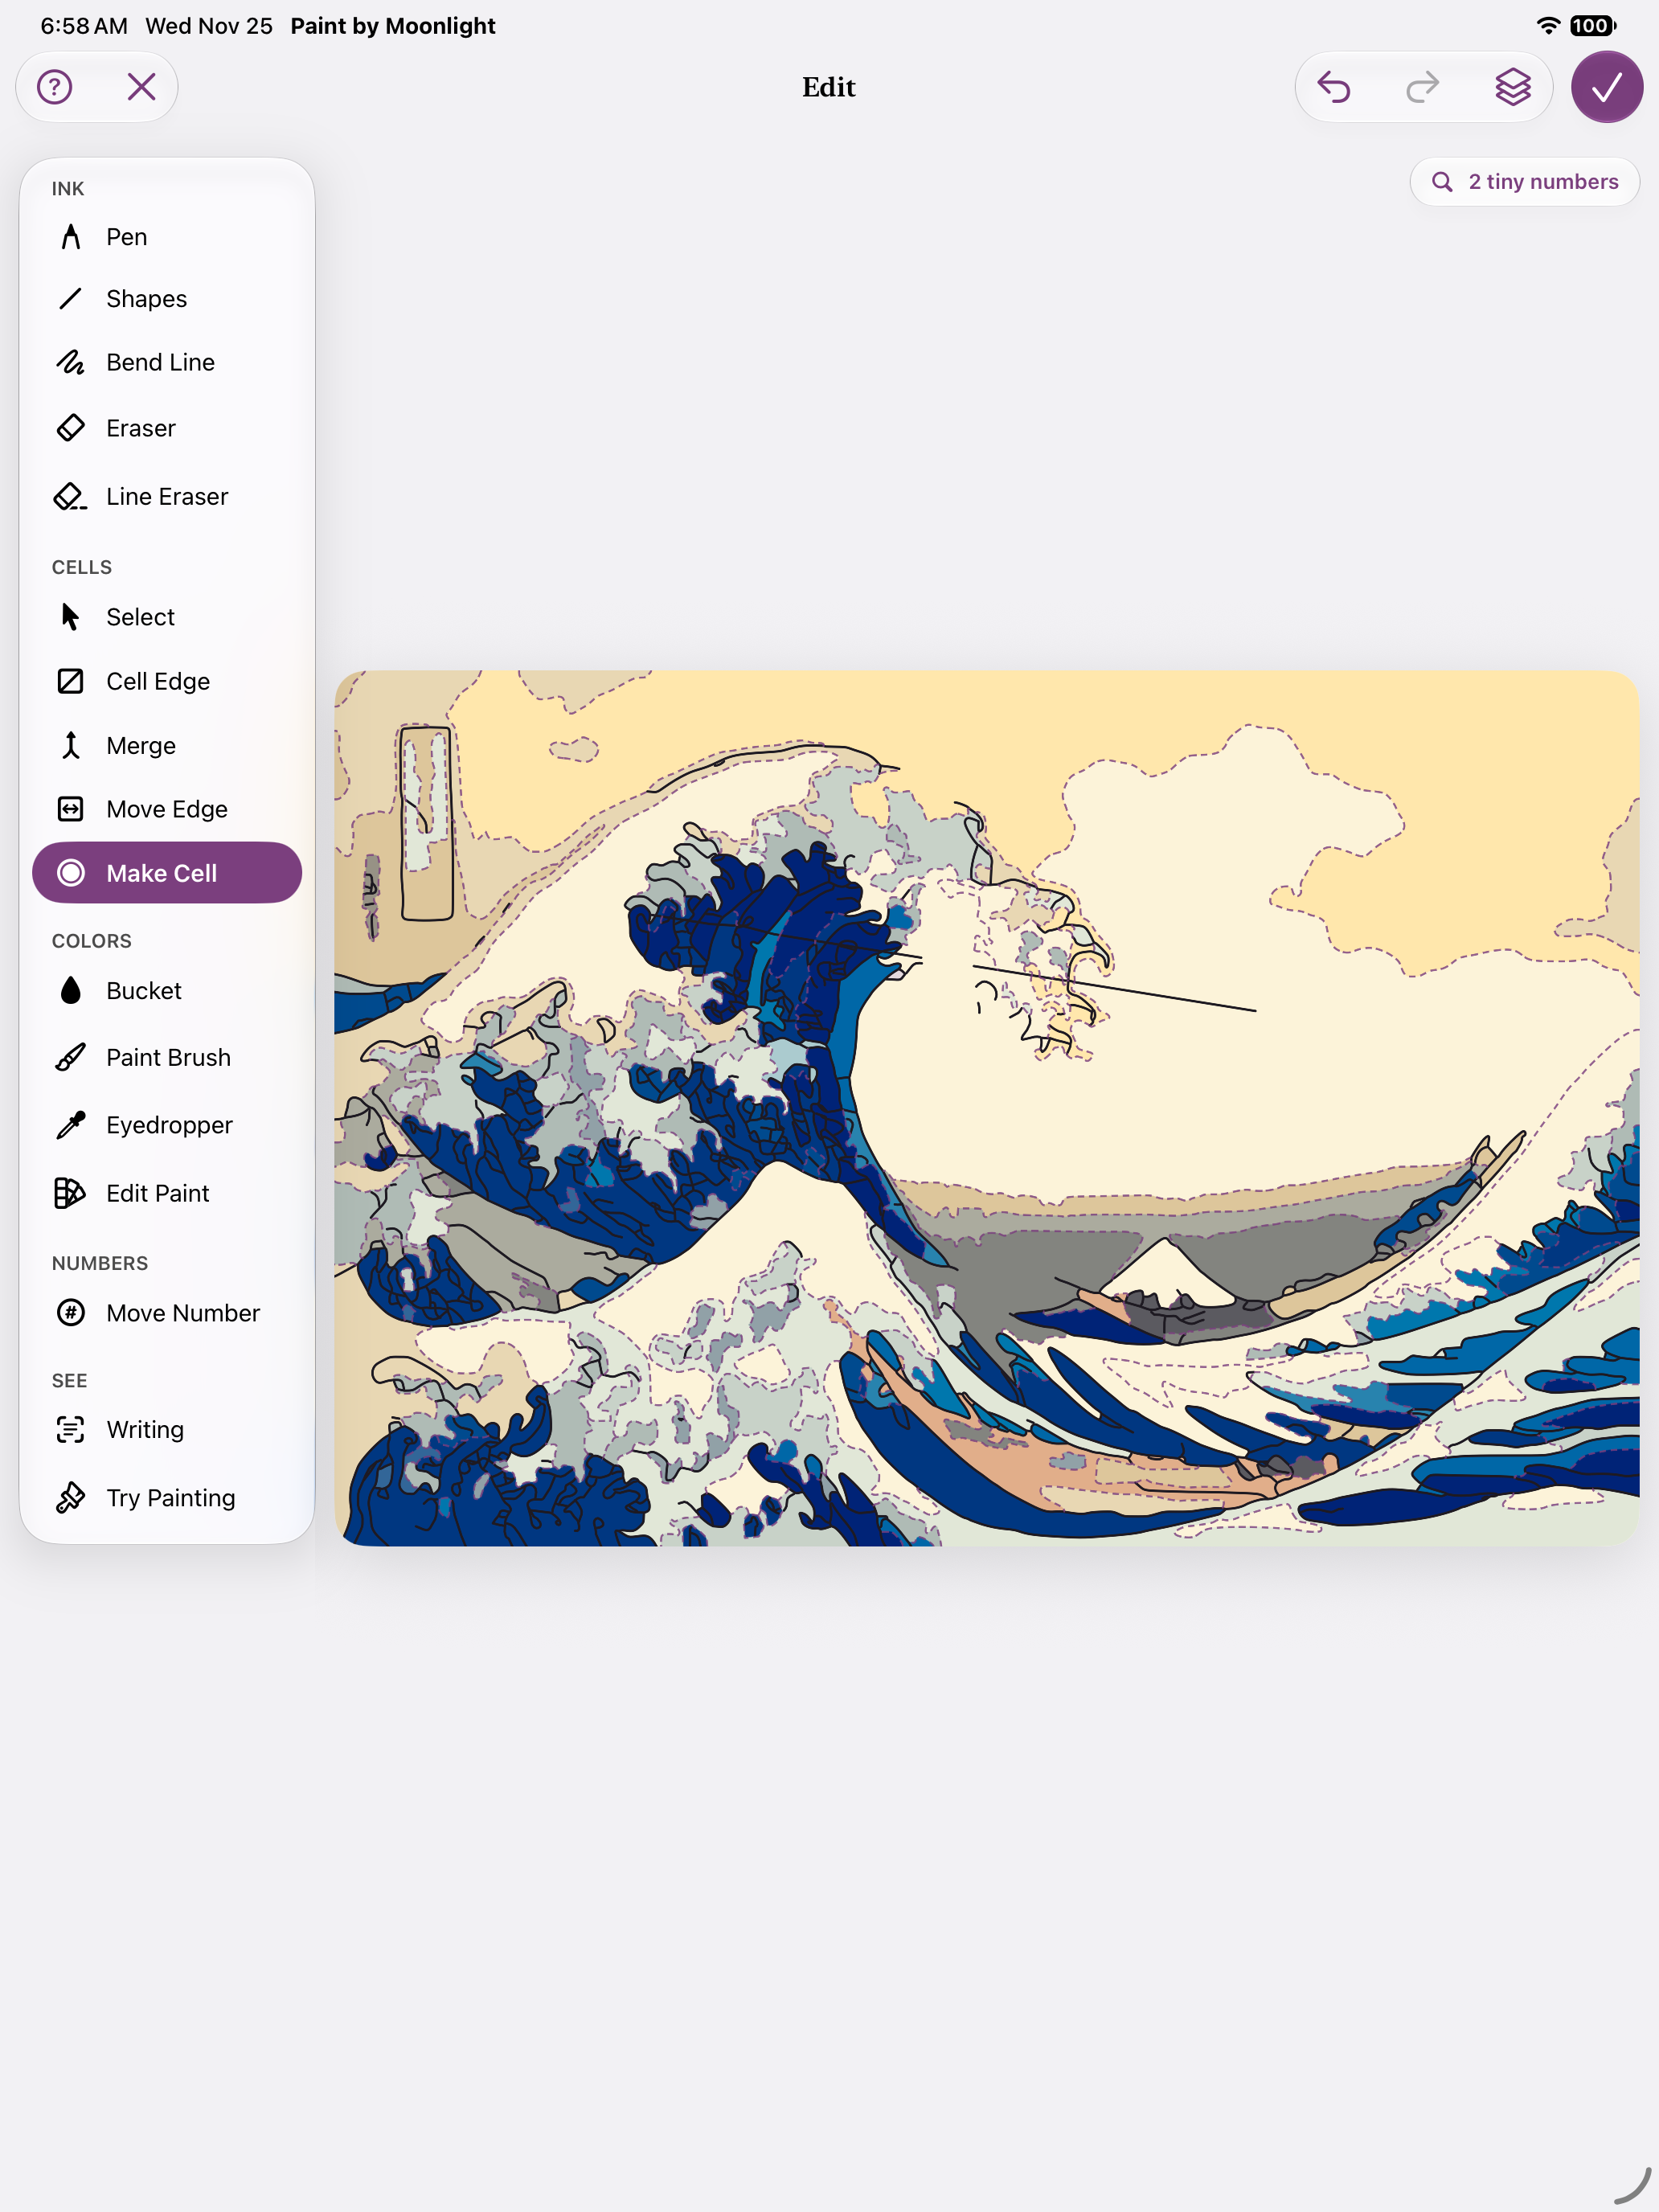 6:58 AM Wed Nov 25 Paint by Moonlight
100
Edit
2 tiny numbers
INK
Pen
Shapes
Bend Line
Eraser
Line Eraser
CELLS
Select
Cell Edge
Merge
Move Edge
Make Cell
COLORS
Bucket
Paint Brush
Eyedropper
Edit Paint
NUMBERS
Move Number
SEE
Writing
Try Painting